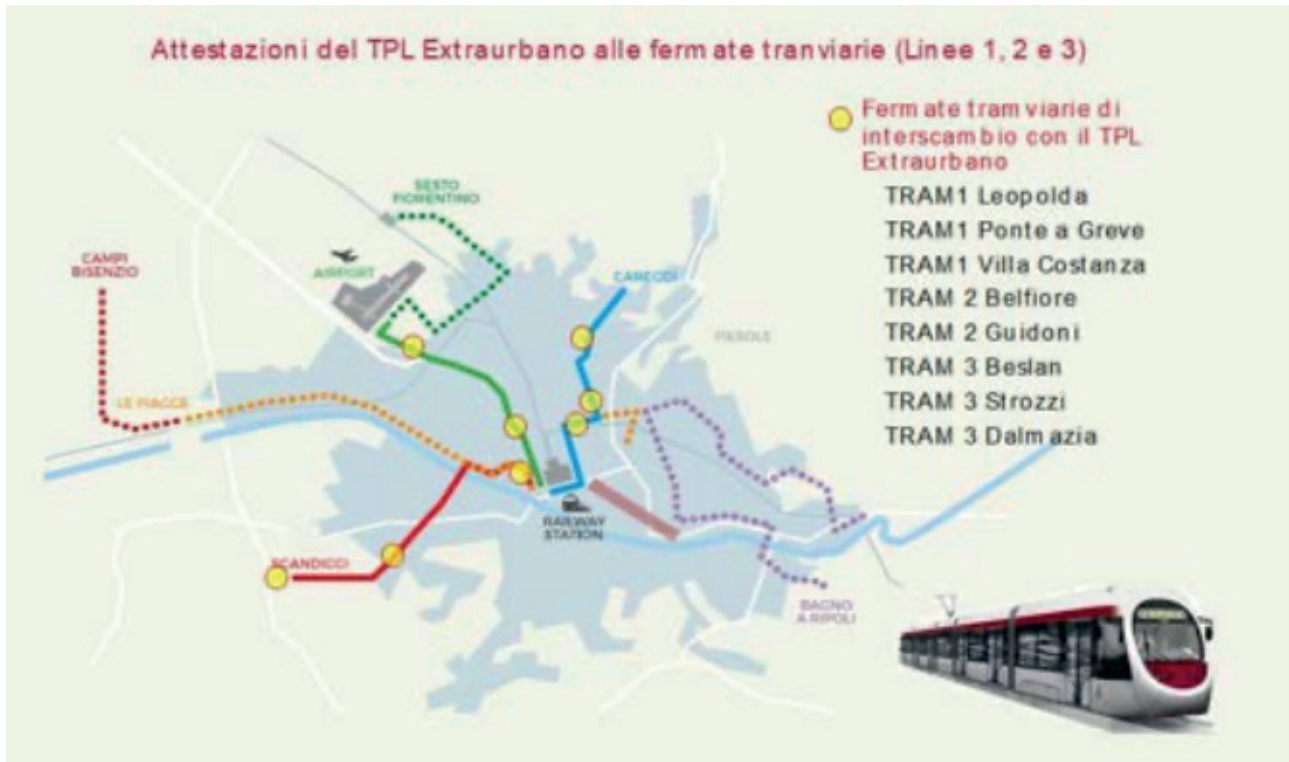 Attestazioni del TPL Extraurbano alle fermate tranviarie (Linee 1, 2 e 3)
Fermate tramviarie di
interscambio con il TPL
Extraurbano
TRAM1 Leopolda
TRAM1 Ponte a Greve
TRAM1 Villa Costanza
TRAM 2 Belfiore
TRAM 2 Guidoni
TRAM 3 Beslan
TRAM 3 Strozzi
TRAM 3 Dalmazia
SESTO
FIORENTINO
CAMPI
BISENZIO
AIRPORT
CAREGGI
FIESOLE
LE PIAGGE
RAILWAY
STATION
SCANDICCI
BAGNO
A RIPOLI